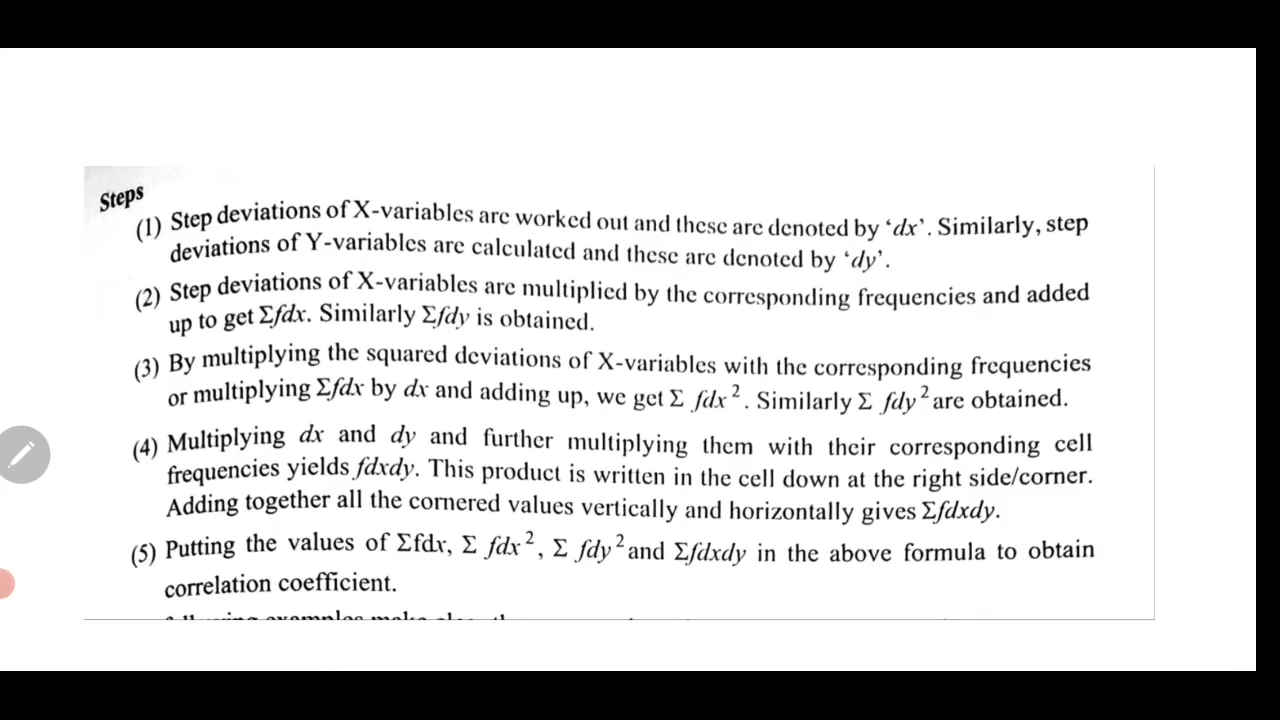 Steps
(1) Step deviations of X-variables are worked out and these are denoted by ‘dx’. Similarly, step
deviations of Y-variables are calculated and these are denoted by ‘dy’.
(2) Step deviations of X-variables are multiplied by the corresponding frequencies and added
up to get Σfdx. Similarly Σfdy is obtained.
(3) By multiplying the squared deviations of X-variables with the corresponding frequencies
or multiplying Σfdx by dx and adding up, we get Σ fdx². Similarly Σ fdy² are obtained.
(4) Multiplying dx and dy and further multiplying them with their corresponding cell
frequencies yields fdxdy. This product is written in the cell down at the right side/corner.
Adding together all the cornered values vertically and horizontally gives Σfdxdy.
(5) Putting the values of Σfdx, Σ fdx², Σ fdy² and Σfdxdy in the above formula to obtain
correlation coefficient.
examples make